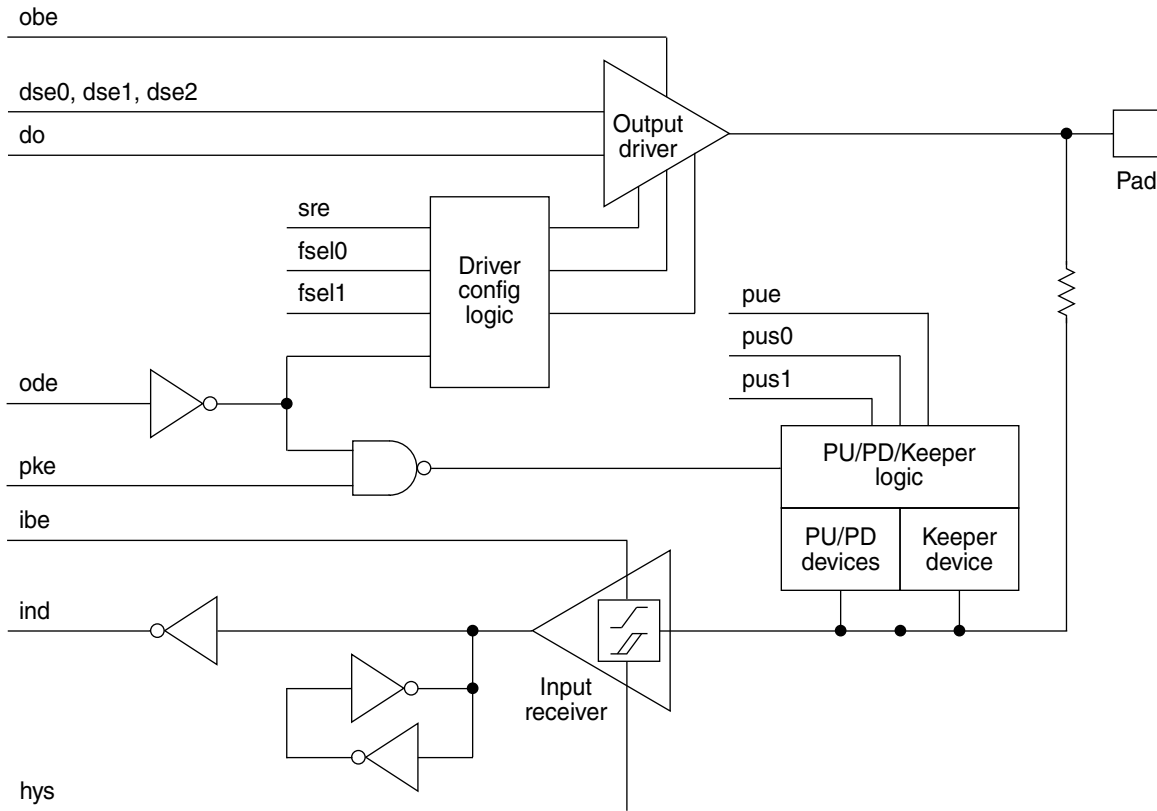 obe
dse0, dse1, dse2
do
Output
driver
Pad
sre
fsel0
fsel1
Driver
config
logic
pue
pus0
pus1
ode
pke
PU/PD/Keeper
logic
PU/PD
devices
Keeper
device
ibe
ind
Input
receiver
hys